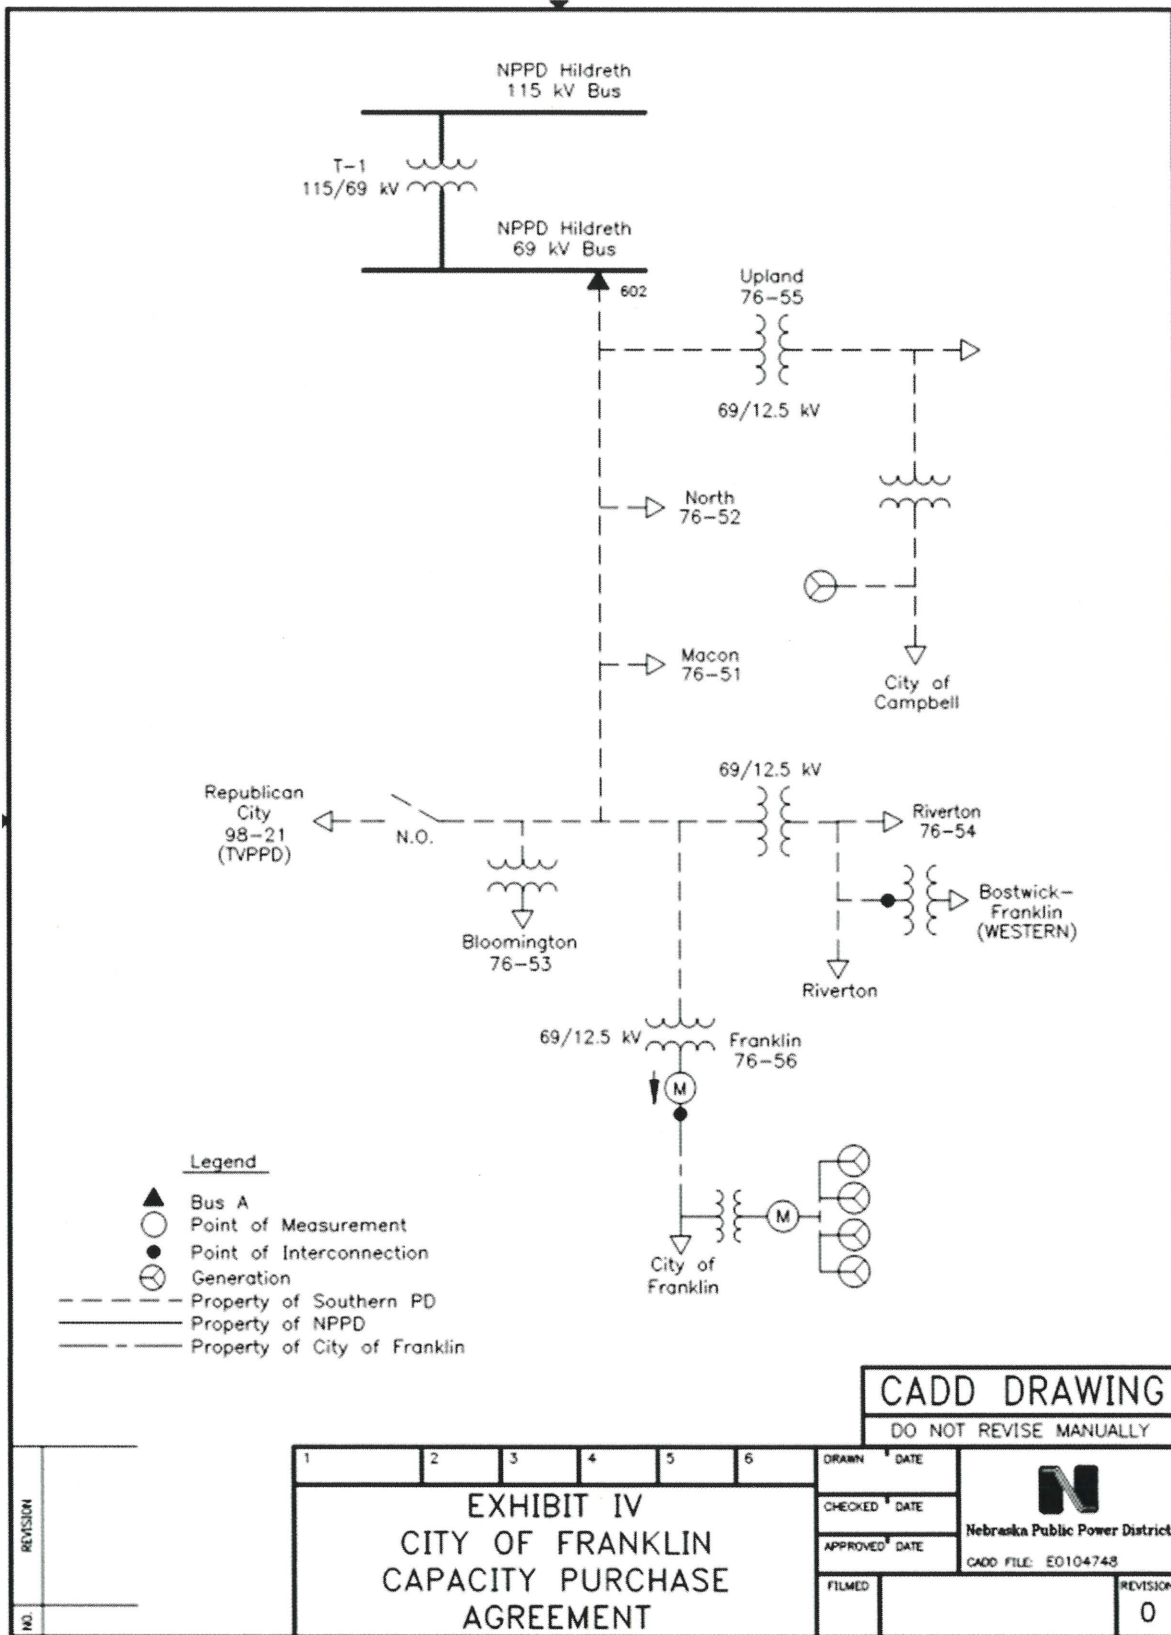 NPPD Hildreth
115 kV Bus
T-1
115/69 kV
NPPD Hildreth
69 kV Bus
602
Upland
76-55
69/12.5 kV
North
76-52
Macon
76-51
City of
Campbell
69/12.5 kV
Republican
City
98-21
(TVPPD)
N.O.
Riverton
76-54
Bloomington
76-53
Bostwick-
Franklin
(WESTERN)
Riverton
69/12.5 kV
Franklin
76-56
M
M
City of
Franklin
Legend
Bus A
Point of Measurement
Point of Interconnection
Generation
Property of Southern PD
Property of NPPD
Property of City of Franklin
CADD DRAWING
DO NOT REVISE MANUALLY
REVISION
NO.
1
2
3
4
5
6
EXHIBIT IV
CITY OF FRANKLIN
CAPACITY PURCHASE
AGREEMENT
DRAWN DATE
CHECKED DATE
APPROVED DATE
FILMED
N
Nebraska Public Power District
CADD FILE: E0104748
REVISION
0